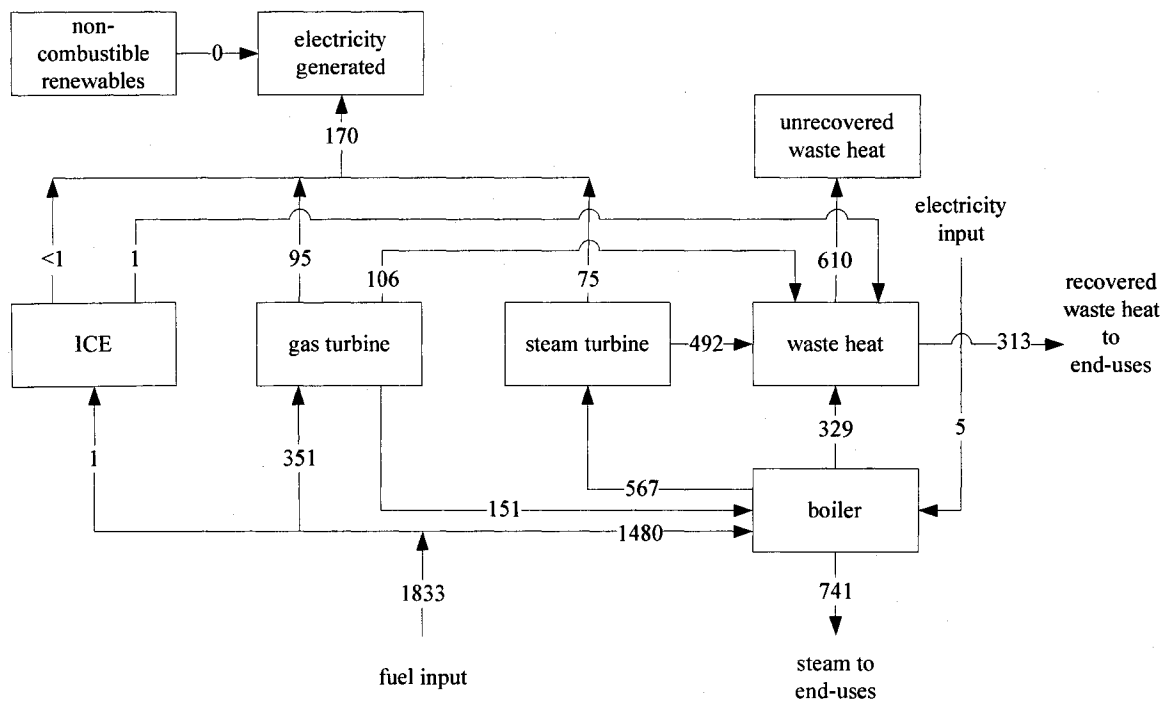 non-
combustible
renewables
0
electricity
generated
170
unrecovered
waste heat
electricity
input
<1
1
95
106
75
610
recovered
waste heat
to
end-uses
ICE
gas turbine
steam turbine
492
waste heat
313
1
351
329
5
567
151
boiler
1480
1833
741
fuel input
steam to
end-uses